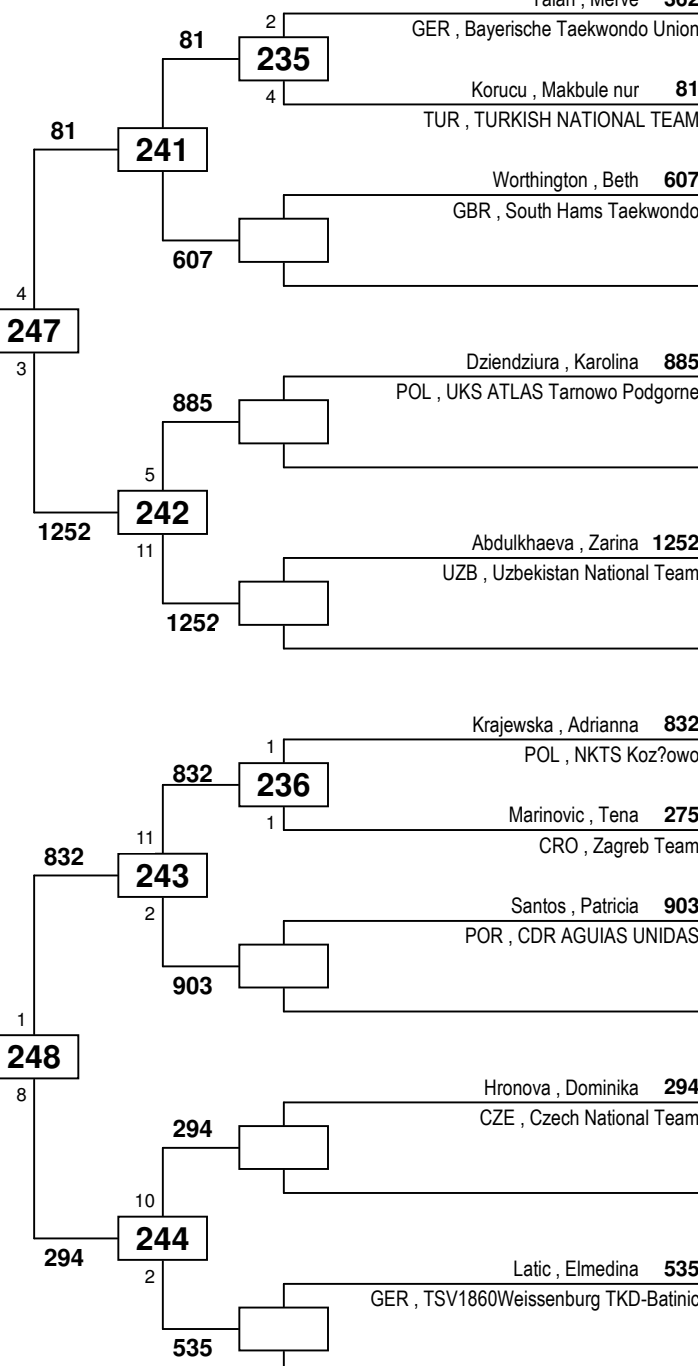 , Merve
2
GER , Bayerische Taekwondo Union
81
235
4
Korucu , Makbule nur 81
TUR , TURKISH NATIONAL TEAM
81
241
Worthington , Beth 607
GBR , South Hams Taekwondo
607
4
247
3
Dziendziura , Karolina 885
POL , UKS ATLAS Tarnowo Podgorne
885
5
242
1252
11
Abdulkhaeva , Zarina 1252
UZB , Uzbekistan National Team
1252
Krajewska , Adrianna 832
1
POL , NKTS Koz?owo
832
236
1
Marinovic , Tena 275
CRO , Zagreb Team
11
832
243
2
Santos , Patricia 903
POR , CDR AGUIAS UNIDAS
903
1
248
8
Hronova , Dominika 294
CZE , Czech National Team
294
10
244
294
2
Latic , Elmedina 535
GER , TSV1860Weissenburg TKD-Batinic
535